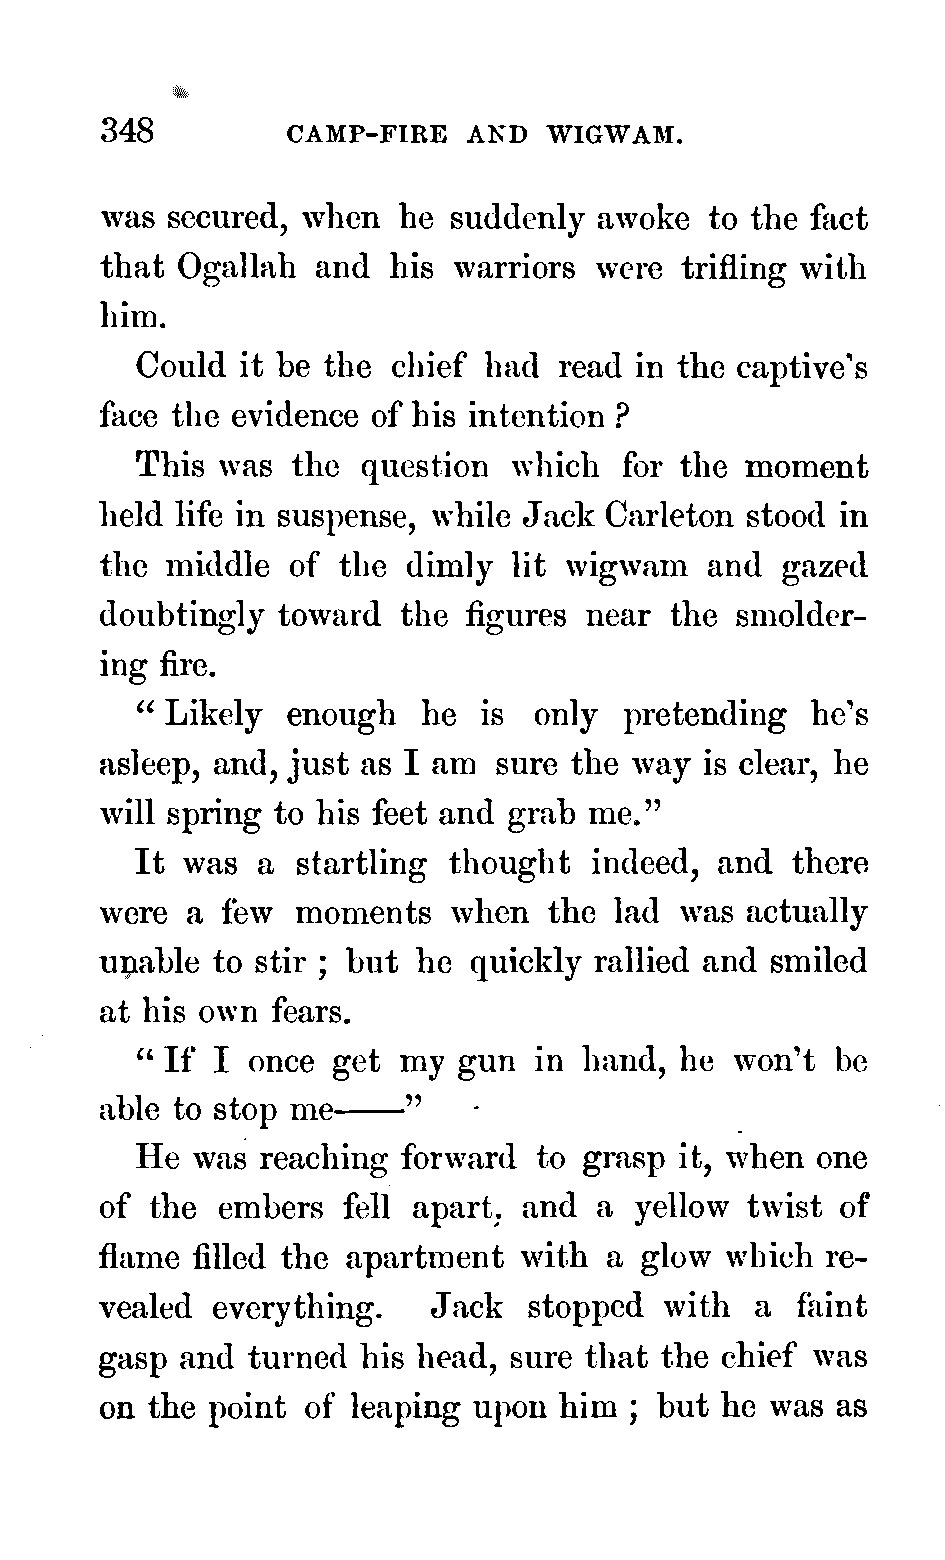 348 CAMP-FIRE AND WIGWAM.
was secured, when he suddenly awoke to the fact
that Ogallah and his warriors were trifling with
him.
Could it be the chief had read in the captive's
face the evidence of his intention ?
This was the question which for the moment
held life in suspense, while Jack Carleton stood in
the middle of the dimly lit wigwam and gazed
doubtingly toward the figures near the smolder-
ing fire.
“ Likely enough he is only pretending he's
asleep, and, just as I am sure the way is clear, he
will spring to his feet and grab me.”
It was a startling thought indeed, and there
were a few moments when the lad was actually
unable to stir ; but he quickly rallied and smiled
at his own fears.
“ If I once get my gun in hand, he won't be
able to stop me——”
He was reaching forward to grasp it, when one
of the embers fell apart, and a yellow twist of
flame filled the apartment with a glow which re-
vealed everything. Jack stopped with a faint
gasp and turned his head, sure that the chief was
on the point of leaping upon him ; but he was as